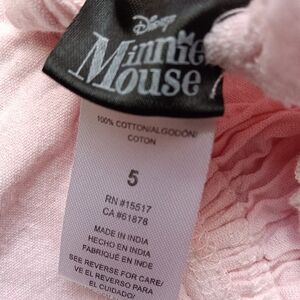 Disney
Minnie
Mouse
100% COTTON/ALGODÓN/
COTON
5
RN #15517
CA #61878
MADE IN INDIA
HECHO EN INDIA
FABRIQUÉ EN INDE
SEE REVERSE FOR CARE/
VE EL REVERSO PARA
EL CUIDADO/